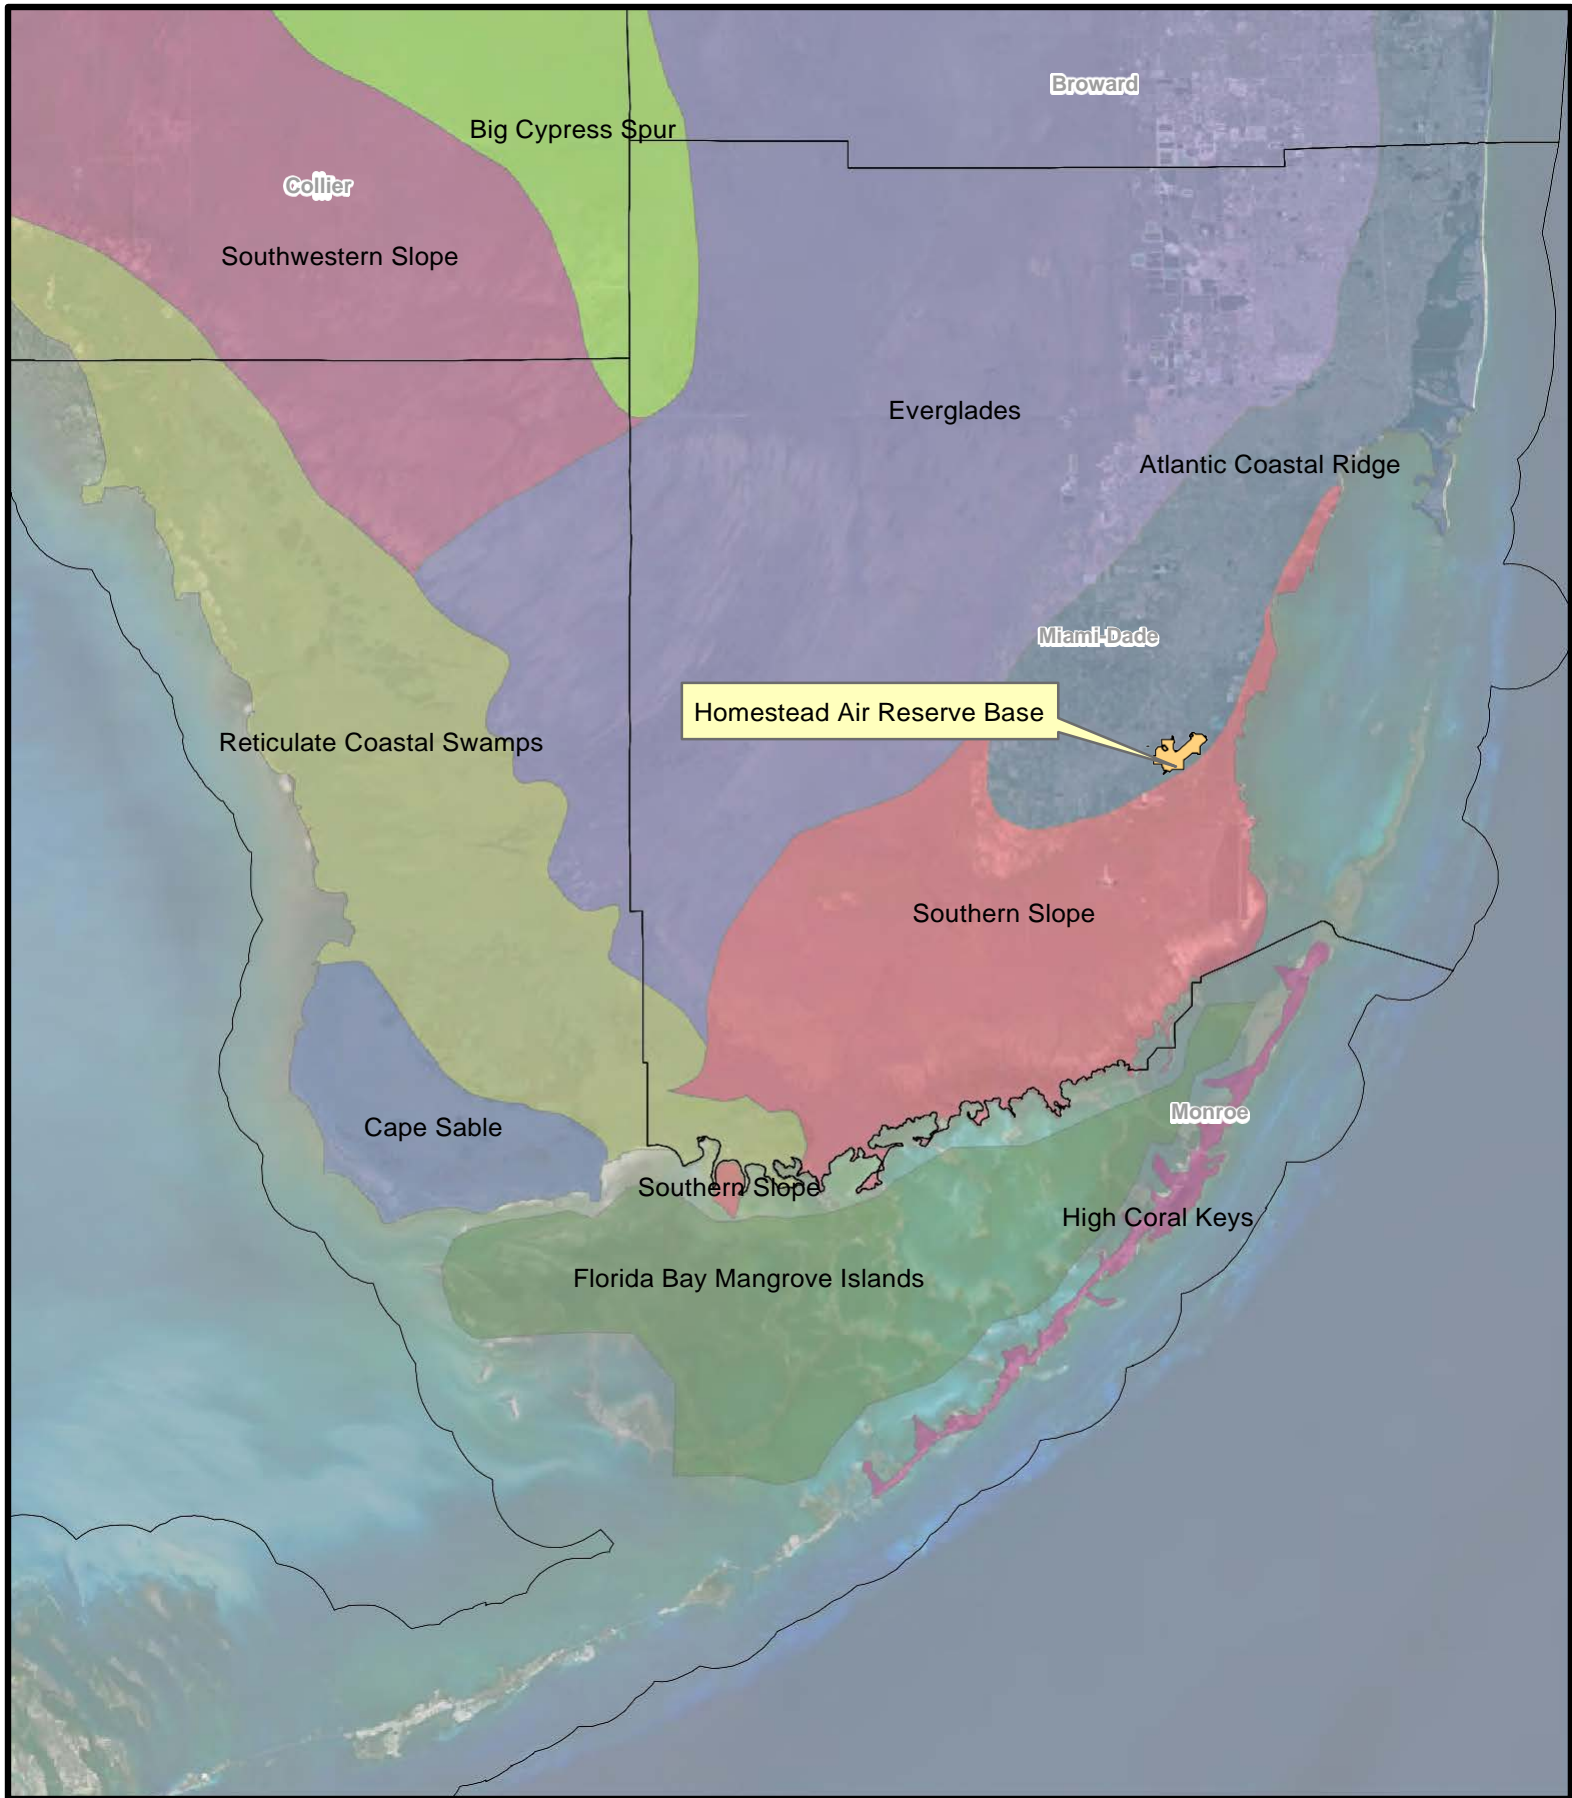 Broward
Big Cypress Spur
Collier
Southwestern Slope
Everglades
Atlantic Coastal Ridge
Miami-Dade
Homestead Air Reserve Base
Reticulate Coastal Swamps
Southern Slope
Monroe
Cape Sable
Southern Slope
High Coral Keys
Florida Bay Mangrove Islands